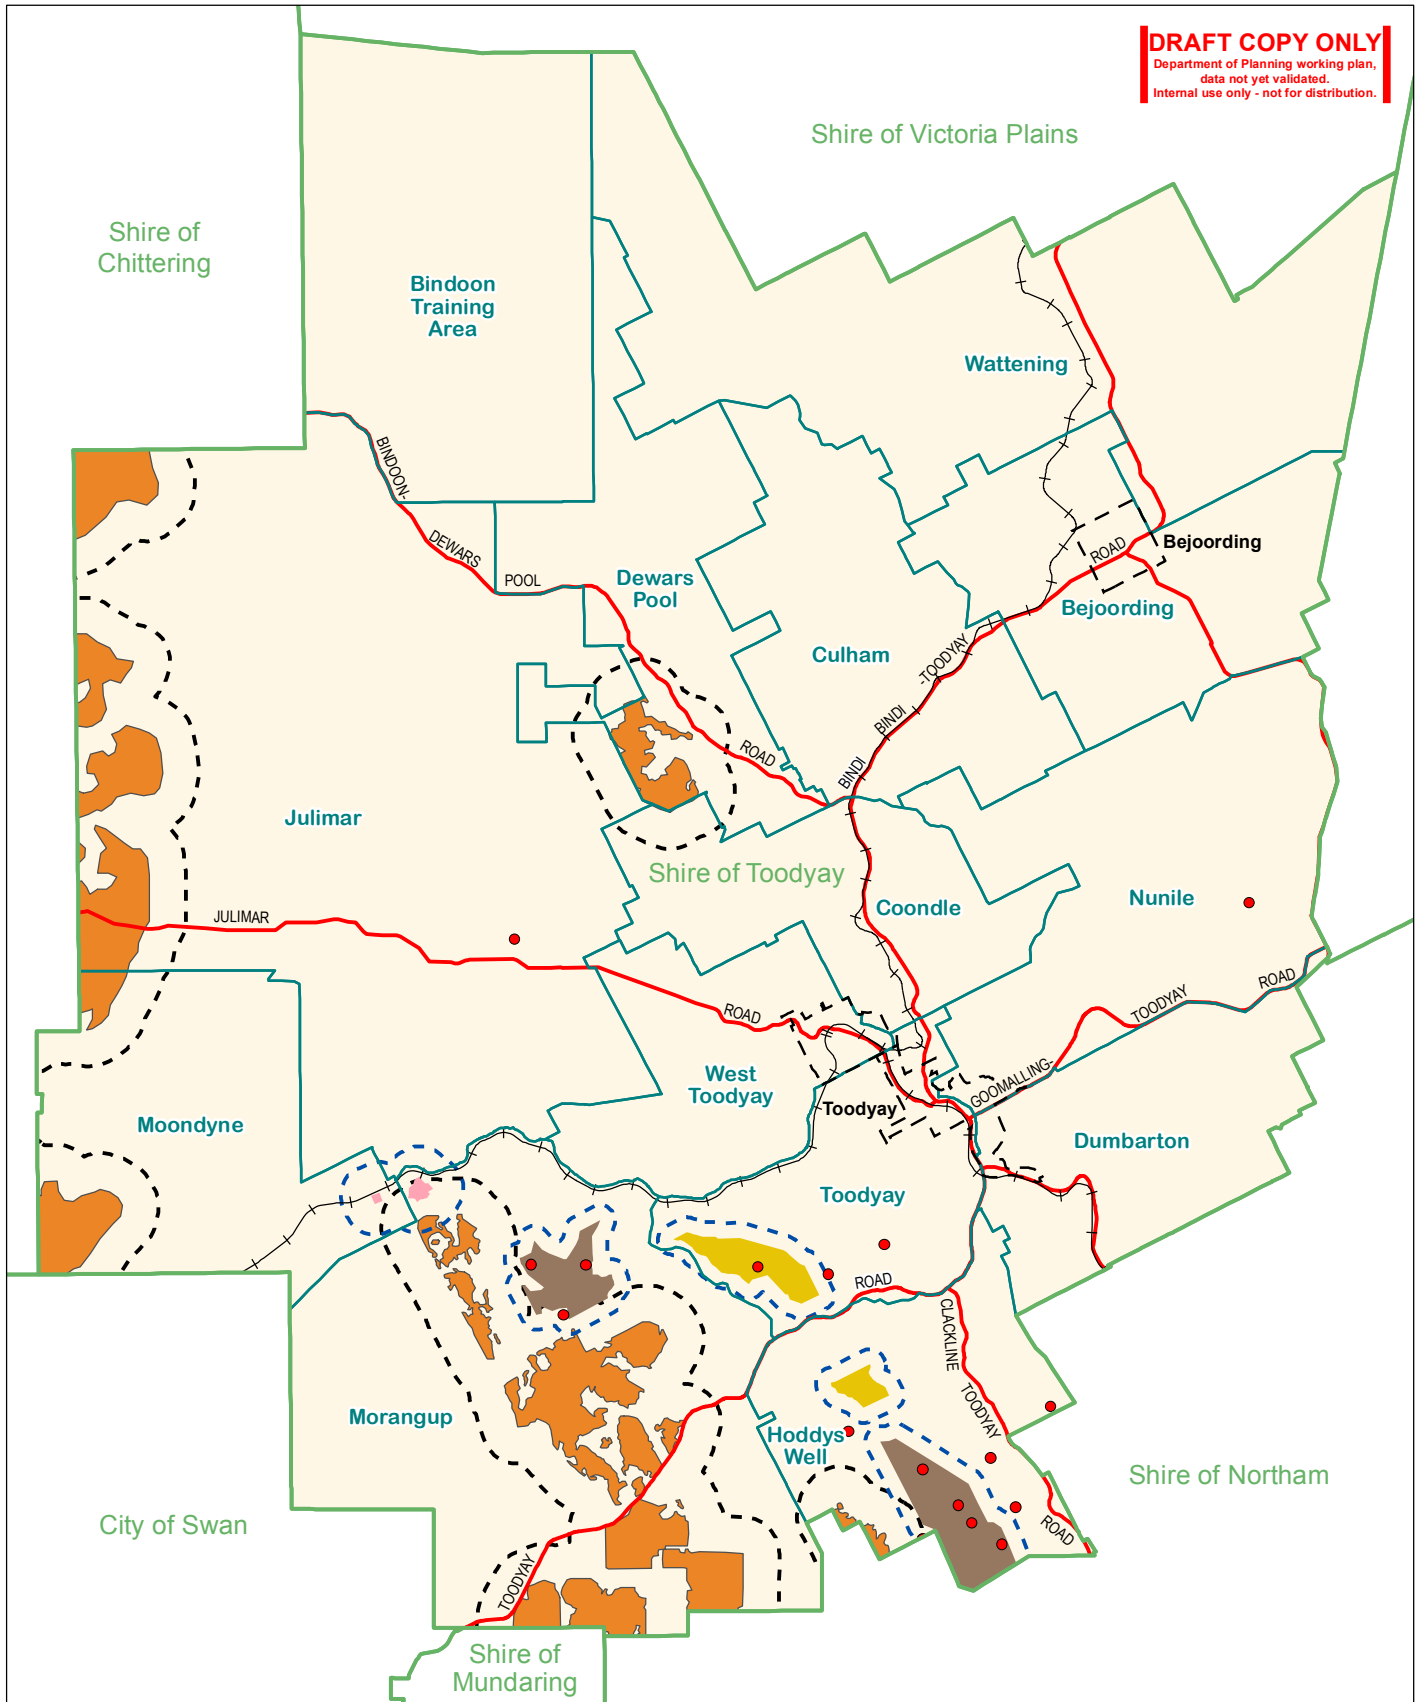 DRAFT COPY ONLY
Department of Planning working plan,
data not yet validated.
Internal use only - not for distribution.
Shire of Victoria Plains
Shire of
Chittering
Bindoon
Training
Area
Wattening
BINDOON-
DEWARS
POOL
ROAD
Bejoording
ROAD
Bejoording
Dewars
Pool
Culham
-TOODYAY
BINDI
BINDI
Julimar
Shire of Toodyay
Coondle
Nunile
JULIMAR
ROAD
TOODYAY
ROAD
GOOMALLING-
West
Toodyay
Toodyay
Moondyne
Dumbarton
Toodyay
ROAD
CLACKLINE
TOODYAY
ROAD
Morangup
Hoddys
Well
Shire of Northam
City of Swan
TOODYAY
Shire of
Mundaring